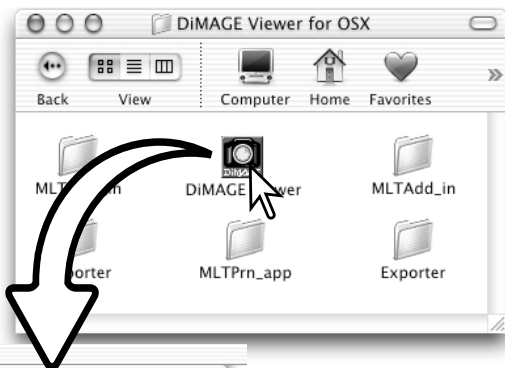 DiMAGE Viewer for OSX
Back View Computer Home Favorites
DiMAGE MLTAdd_in
MLTPrn_app Exporter